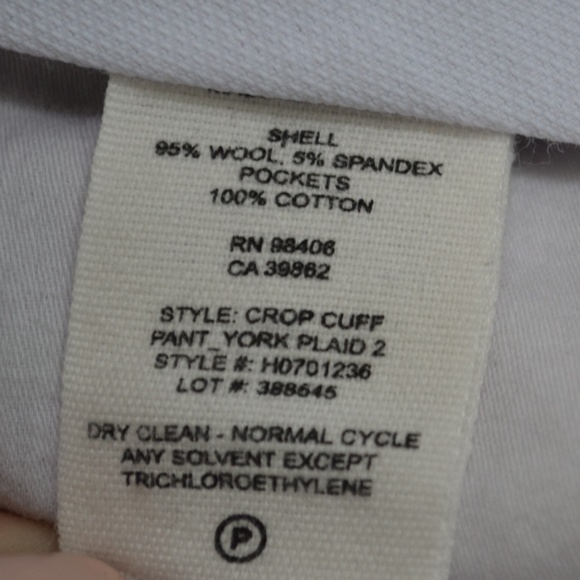 SHELL
95% WOOL, 5% SPANDEX
POCKETS
100% COTTON
RN 98406
CA 39862
STYLE: CROP CUFF
PANT_YORK PLAID 2
STYLE #: H0701236
LOT #: 388645
DRY CLEAN - NORMAL CYCLE
ANY SOLVENT EXCEPT
TRICHLOROETHYLENE
P